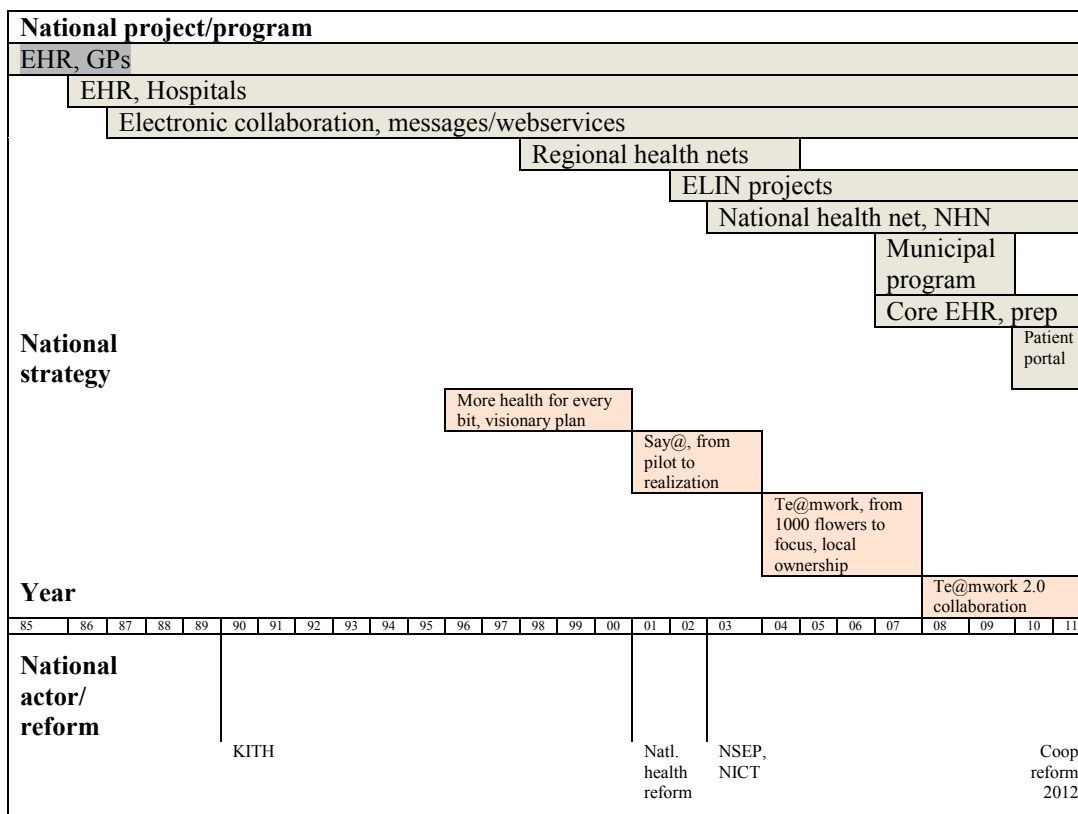 National project/program
EHR, GPs
EHR, Hospitals
Electronic collaboration, messages/webservices
Regional health nets
ELIN projects
National health net, NHN
Municipal
program
Core EHR, prep
National
strategy
Patient
portal
More health for every
bit, visionary plan
Say@, from
pilot to
realization
Te@mwork, from
1000 flowers to
focus, local
ownership
Year
Te@mwork 2.0
collaboration
85 86 87 88 89 90 91 92 93 94 95 96 97 98 99 00 01 02 03 04 05 06 07 08 09 10 11
National
actor/
reform
KITH
Natl.
health
reform
NSEP,
NICT
Coop
reform
2012